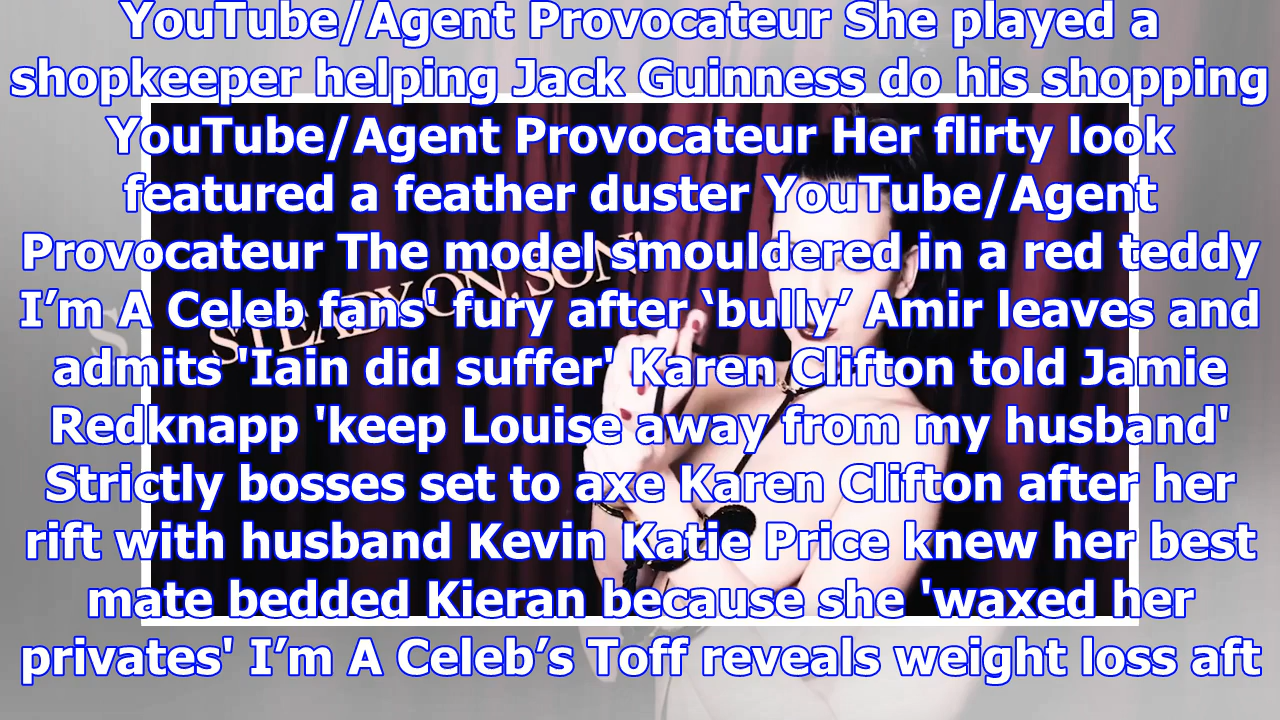 YouTube/Agent Provocateur She played a
shopkeeper helping Jack Guinness do his shopping
YouTube/Agent Provocateur Her flirty look
featured a feather duster YouTube/Agent
Provocateur The model smouldered in a red teddy
I’m A Celeb fans' fury after ‘bully’ Amir leaves and
admits 'Iain did suffer' Karen Clifton told Jamie
Redknapp 'keep Louise away from my husband'
Strictly bosses set to axe Karen Clifton after her
rift with husband Kevin Katie Price knew her best
mate bedded Kieran because she 'waxed her
privates' I’m A Celeb’s Toff reveals weight loss aft
STEADY ON SON!
S